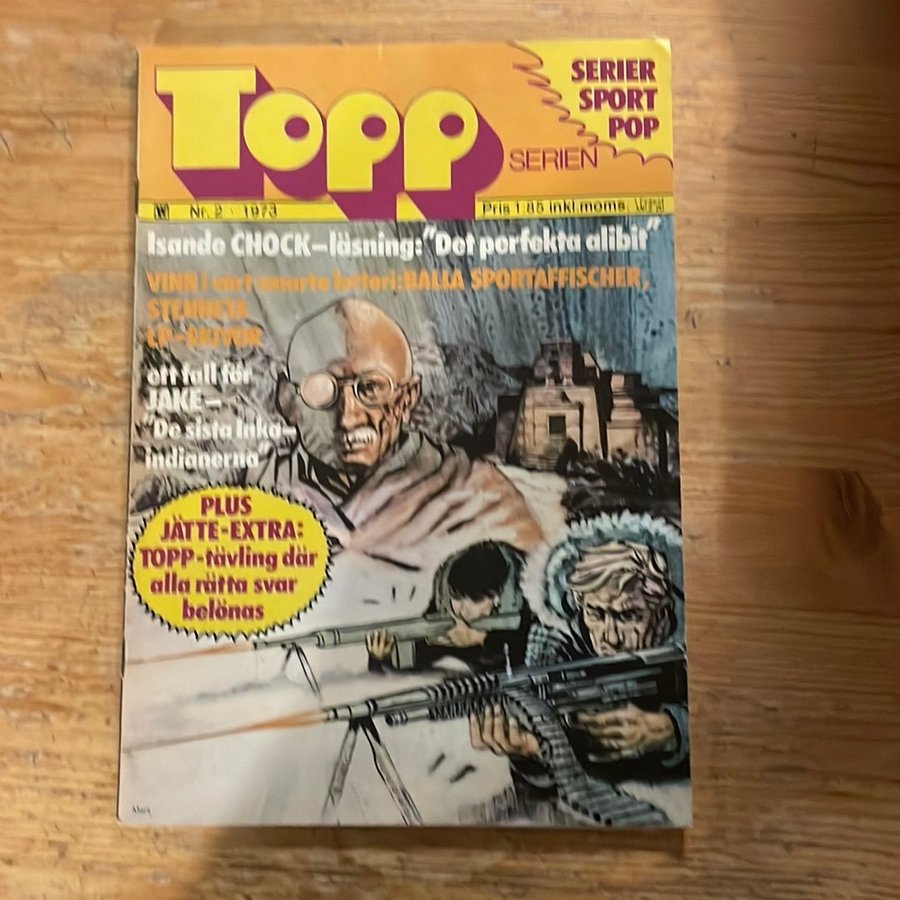 Topp
SERIEN
SERIER
SPORT
POP
Nr. 2 · 1973
Pris 1:85 inkl.moms.
Isande CHOCK-läsning:"Det perfekta alibit"
VINN i vårt smarta lotteri:BALLA SPORTAFFISCHER,
STENHETA
LP-SKIVOR
ett fall för
JAKE-
"De sista Inka-
indianerna"
PLUS
JÄTTE-EXTRA:
TOPP-tävling där
alla rätta svar
belönas